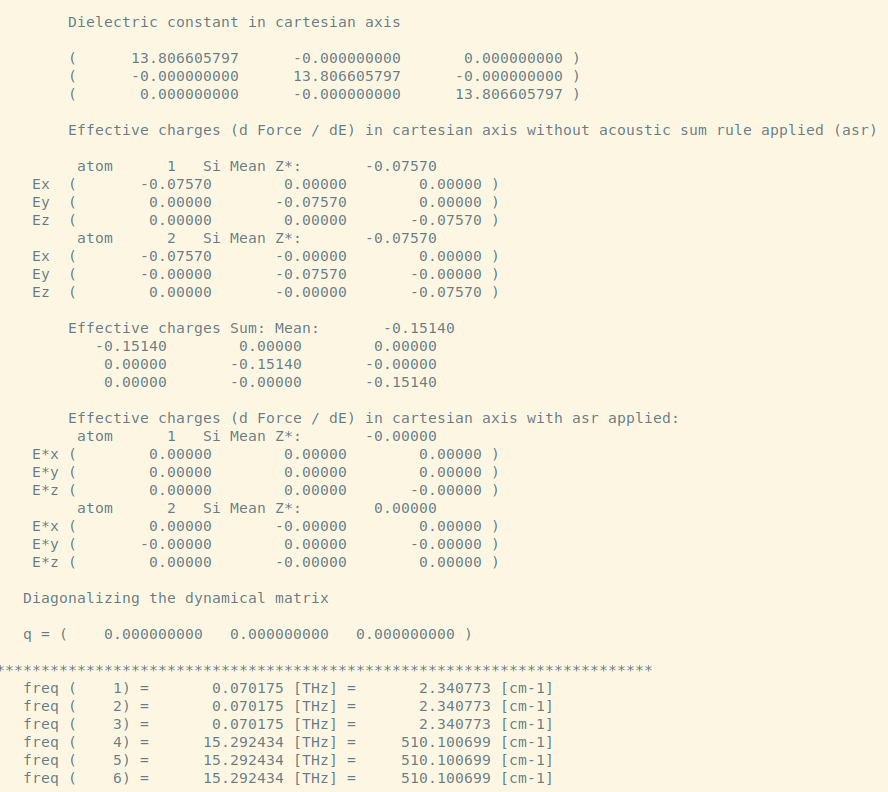 Dielectric constant in cartesian axis
( 13.806605797 -0.000000000 0.000000000 )
( -0.000000000 13.806605797 -0.000000000 )
( 0.000000000 -0.000000000 13.806605797 )
Effective charges (d Force / dE) in cartesian axis without acoustic sum rule applied (asr)
atom 1 Si Mean Z*: -0.07570
Ex ( -0.07570 0.00000 0.00000 )
Ey ( 0.00000 -0.07570 0.00000 )
Ez ( 0.00000 0.00000 -0.07570 )
atom 2 Si Mean Z*: -0.07570
Ex ( -0.07570 -0.00000 0.00000 )
Ey ( -0.00000 -0.07570 -0.00000 )
Ez ( 0.00000 -0.00000 -0.07570 )
Effective charges Sum: Mean: -0.15140
-0.15140 0.00000 0.00000
0.00000 -0.15140 -0.00000
0.00000 -0.00000 -0.15140
Effective charges (d Force / dE) in cartesian axis with asr applied:
atom 1 Si Mean Z*: -0.00000
E*x ( 0.00000 0.00000 0.00000 )
E*y ( 0.00000 0.00000 0.00000 )
E*z ( 0.00000 0.00000 -0.00000 )
atom 2 Si Mean Z*: 0.00000
E*x ( 0.00000 -0.00000 0.00000 )
E*y ( -0.00000 0.00000 -0.00000 )
E*z ( 0.00000 -0.00000 0.00000 )
Diagonalizing the dynamical matrix
q = ( 0.000000000 0.000000000 0.000000000 )
*************************************************************************
freq ( 1) = 0.070175 [THz] = 2.340773 [cm-1]
freq ( 2) = 0.070175 [THz] = 2.340773 [cm-1]
freq ( 3) = 0.070175 [THz] = 2.340773 [cm-1]
freq ( 4) = 15.292434 [THz] = 510.100699 [cm-1]
freq ( 5) = 15.292434 [THz] = 510.100699 [cm-1]
freq ( 6) = 15.292434 [THz] = 510.100699 [cm-1]